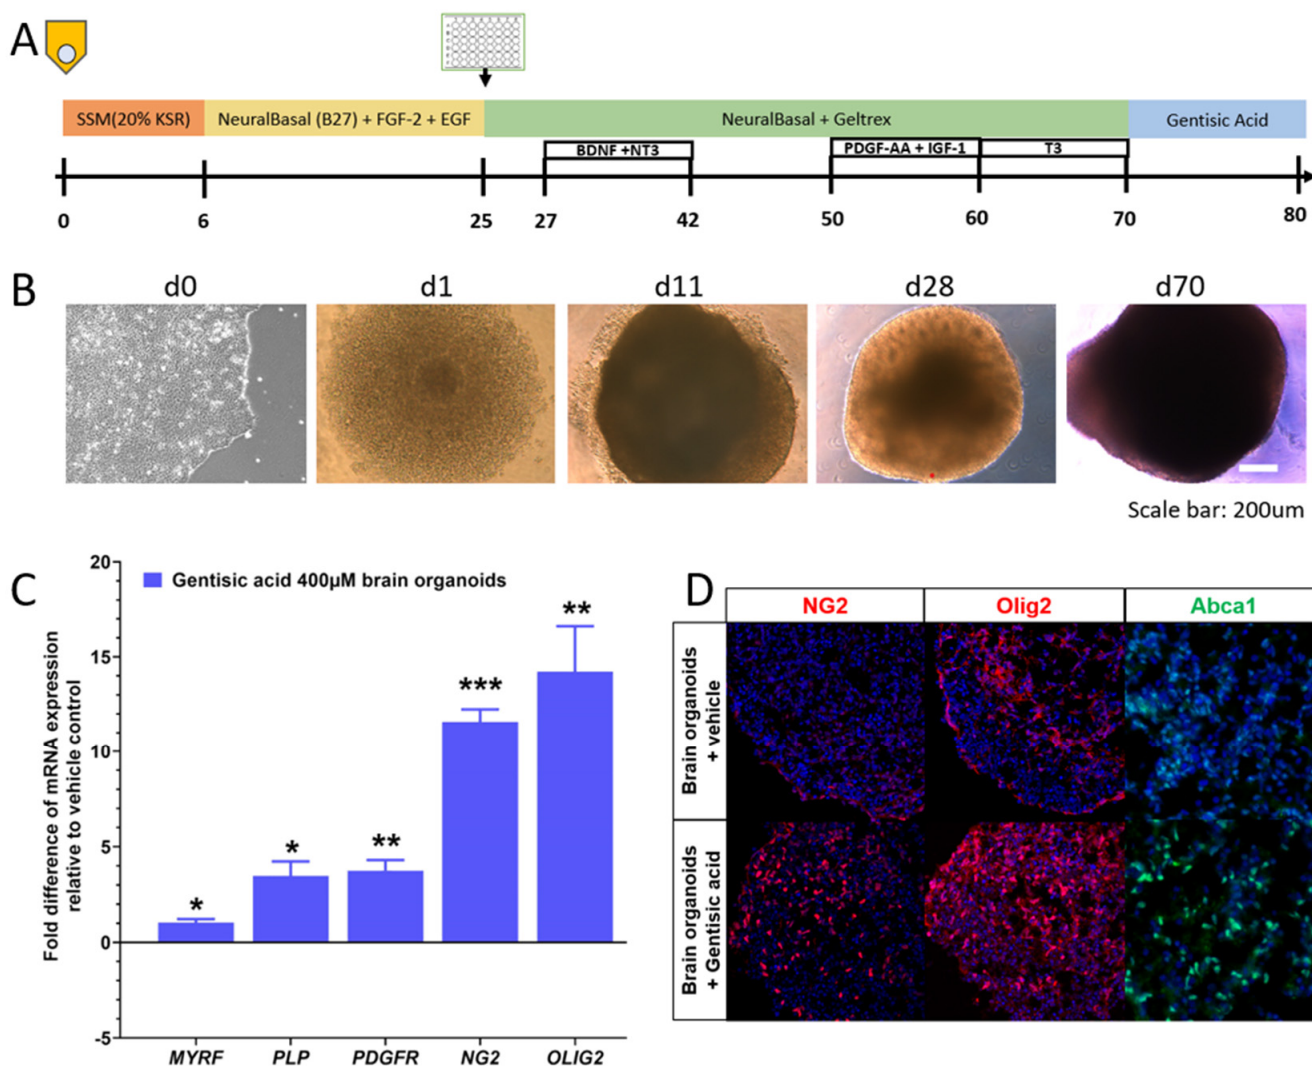 A
SSM(20% KSR)
NeuralBasal (B27) + FGF-2 + EGF
NeuralBasal + Geltrex
Gentisic Acid
BDNF +NT3
PDGF-AA + IGF-1
T3
0
6
25
27
42
50
60
70
80
B
d0
d1
d11
d28
d70
Scale bar: 200um
C
Gentisic acid 400µM brain organoids
Fold difference of mRNA expression
relative to vehicle control
20
15
10
5
0
-5
*
*
**
***
**
MYRF
PLP
PDGFR
NG2
OLIG2
D
NG2
Olig2
Abca1
Brain organoids
+ vehicle
Brain organoids
+ Gentisic acid